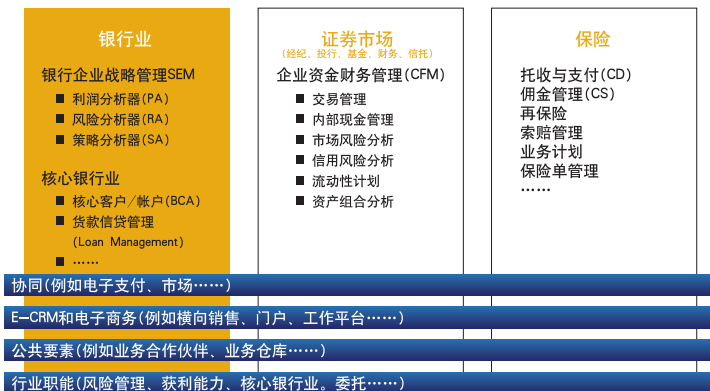 银行业
银行企业战略管理SEM
■ 利润分析器(PA)
■ 风险分析器(RA)
■ 策略分析器(SA)
核心银行业
■ 核心客户/帐户(BCA)
■ 货款信贷管理
(Loan Management)
■ ……
证券市场
(经纪、投行、基金、财务、信托)
企业资金财务管理(CFM)
■ 交易管理
■ 内部现金管理
■ 市场风险分析
■ 信用风险分析
■ 流动性计划
■ 资产组合分析
保险
托收与支付(CD)
佣金管理(CS)
再保险
索赔管理
业务计划
保险单管理
……
协同(例如电子支付、市场……)
E-CRM和电子商务(例如横向销售、门户、工作平台……)
公共要素(例如业务合作伙伴、业务仓库……)
行业职能(风险管理、获利能力、核心银行业。委托……)